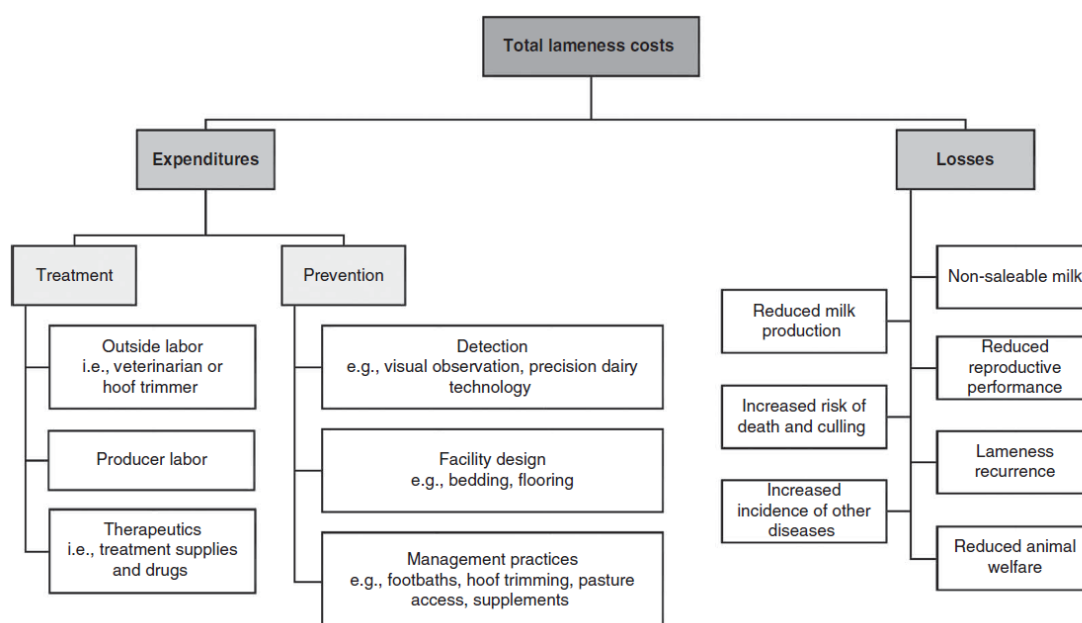 Total lameness costs
Expenditures
Losses
Treatment
Prevention
Outside labor
i.e., veterinarian or
hoof trimmer
Producer labor
Therapeutics
i.e., treatment supplies
and drugs
Detection
e.g., visual observation, precision dairy
technology
Facility design
e.g., bedding, flooring
Management practices
e.g., footbaths, hoof trimming, pasture
access, supplements
Reduced milk
production
Increased risk of
death and culling
Increased
incidence of other
diseases
Non-saleable milk
Reduced
reproductive
performance
Lameness
recurrence
Reduced animal
welfare